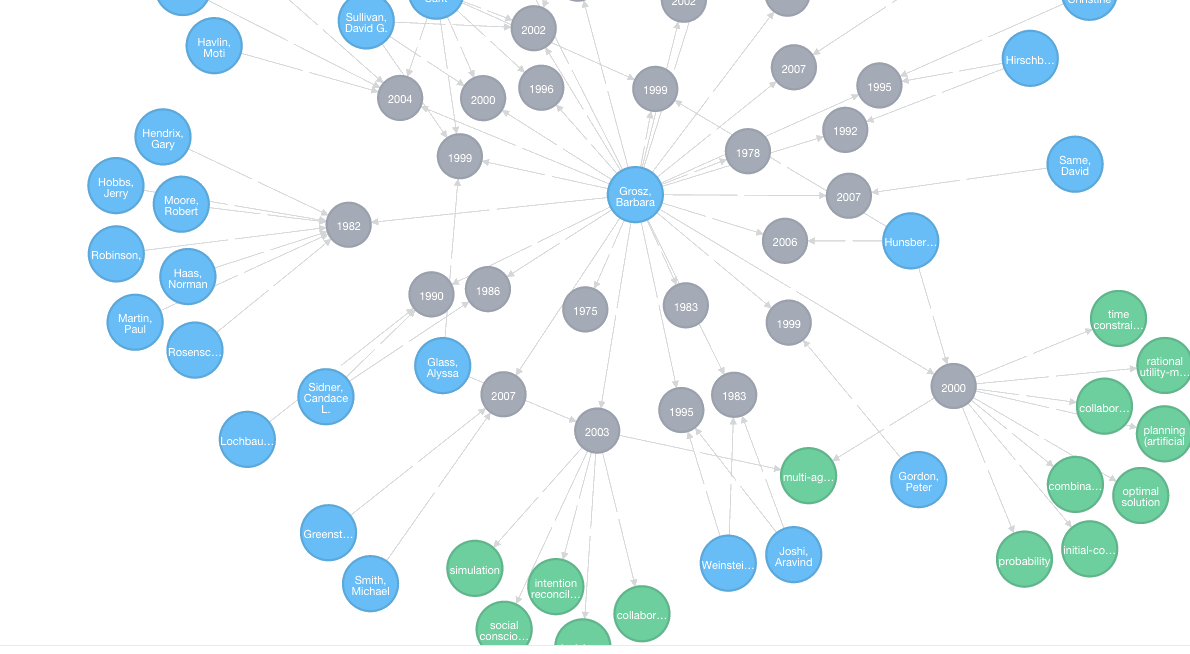 Christine
Sullivan,
David G.
2002
2002
Havlin,
Moti
Hirschb...
2007
1995
2004
2000
1996
1999
1992
Hendrix,
Gary
1978
1999
Sarne,
David
Hobbs,
Jerry
Moore,
Robert
Grosz,
Barbara
2007
1982
2006
Hunsber...
Robinson,
Haas,
Norman
1990
1986
1975
1983
1999
Martin,
Paul
time
constrai...
Rosensc...
Glass,
Alyssa
rational
utility-m...
Sidner,
Candace
L.
2007
2000
1995
1983
collabor...
2003
planning
(artificial
Lochbau...
multi-ag...
Gordon,
Peter
combina...
optimal
solution
Greenst...
initial-co...
Joshi,
Aravind
probability
Weinstei...
simulation
Smith,
Michael
intention
reconcil...
collabor...
social
conscio...